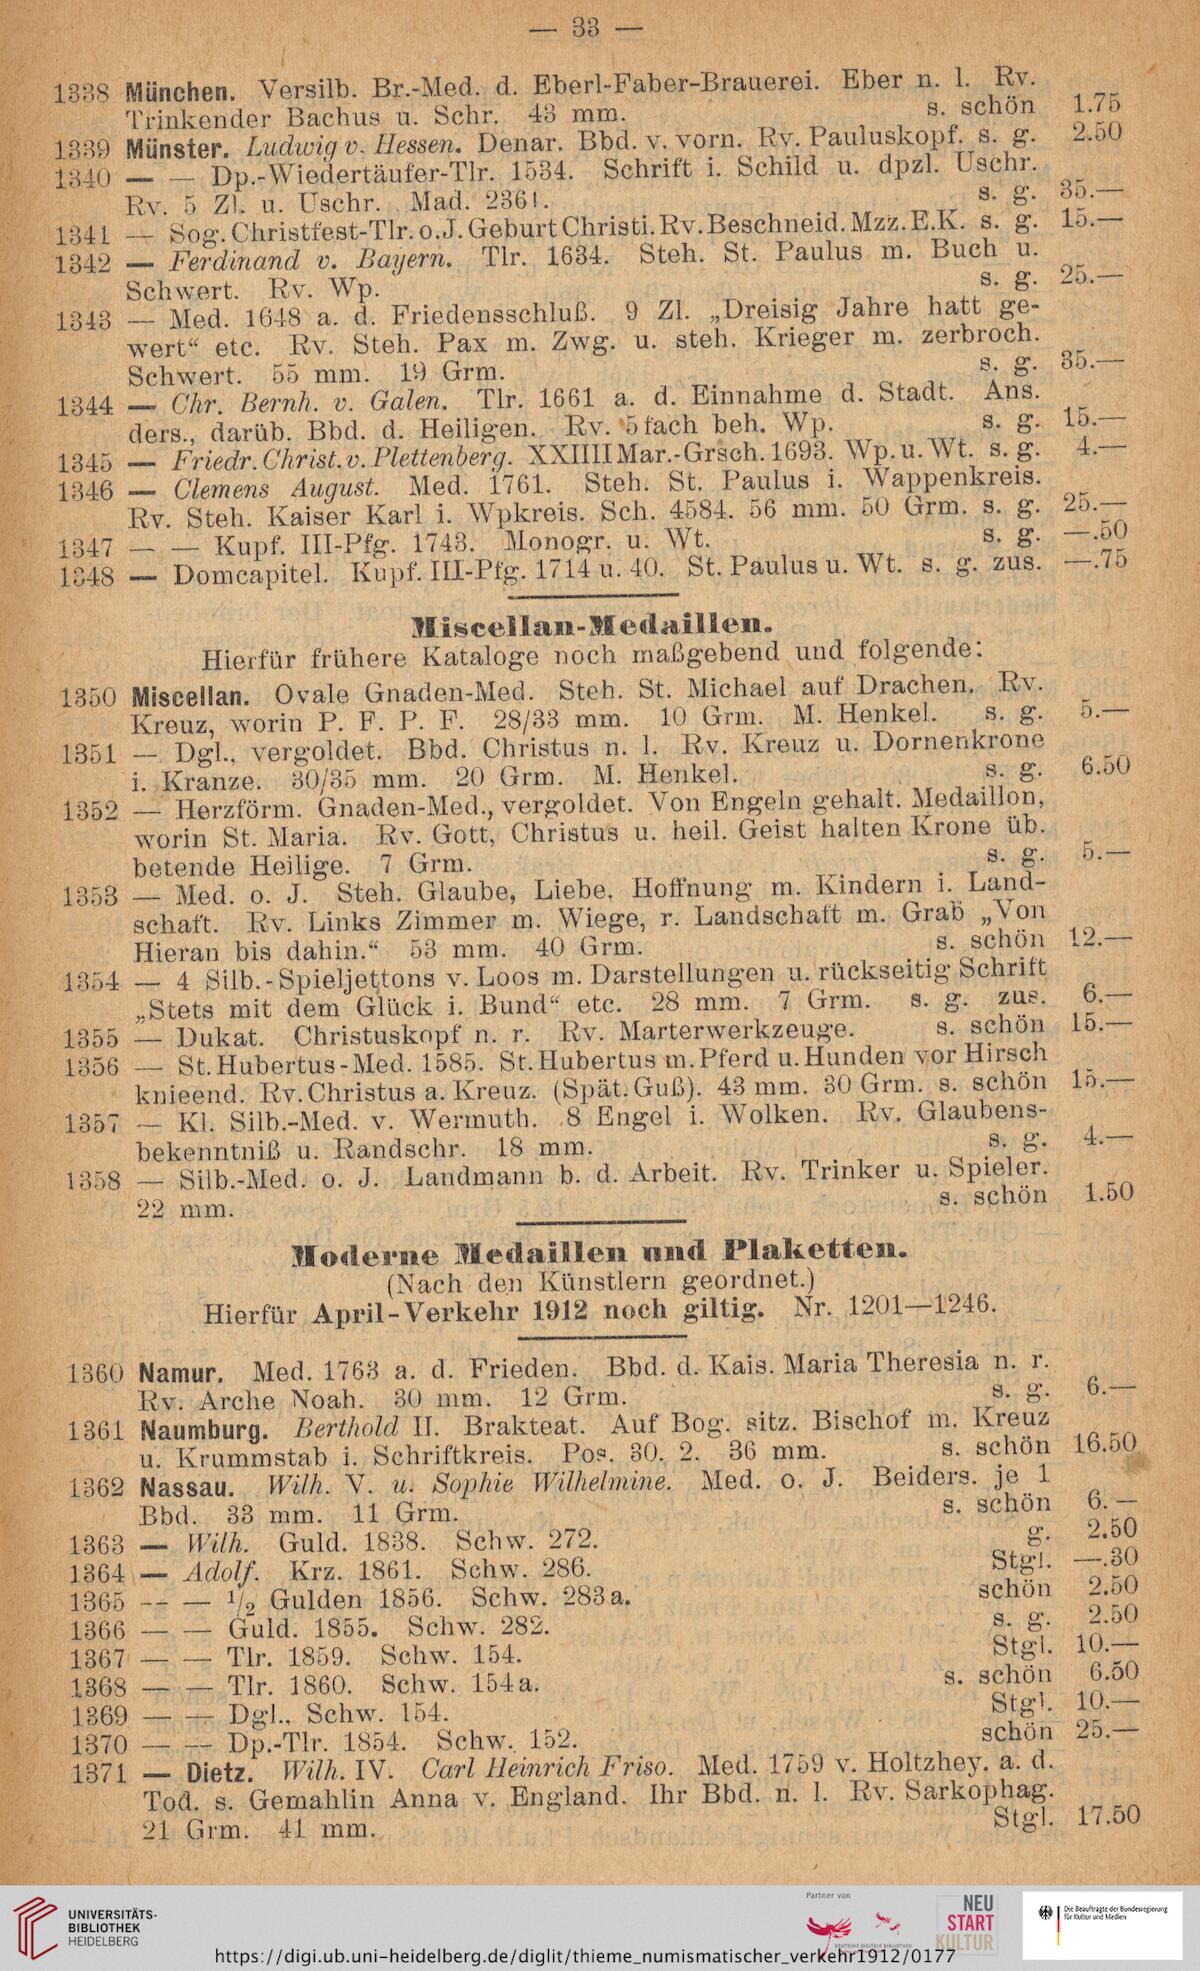 — 33 —
1338 München. Versilb. Br.-Med. d. Eberl-Faber-Brauerei. Eber n. l. Rv.
Trinkender Bachus u. Schr. 43 mm. s. schön 1.75
1339 Münster. Ludwig v. Hessen. Denar. Bbd. v. vorn. Rv. Pauluskopf. s. g. 2.50
1340 — — Dp.-Wiedertäufer-Tlr. 1534. Schrift i. Schild u. dpzl. Uschr.
Rv. 5 Zl. u. Uschr. Mad. 2361. s. g. 35.—
1341 — Sog. Christfest-Tlr. o. J. Geburt Christi. Rv. Beschneid. Mzz. E.K. s. g. 15.—
1342 — Ferdinand v. Bayern. Tlr. 1634. Steh. St. Paulus m. Buch u.
Schwert. Rv. Wp. s. g. 25.—
1343 — Med. 1648 a. d. Friedensschluß. 9 Zl. „Dreisig Jahre hatt ge-
wert“ etc. Rv. Steh. Pax m. Zwg. u. steh. Krieger m. zerbroch.
Schwert. 55 mm. 19 Grm. s. g. 35.—
1344 — Chr. Bernh. v. Galen. Tlr. 1661 a. d. Einnahme d. Stadt. Ans.
ders., darüb. Bbd. d. Heiligen. Rv. 5fach beh. Wp. s. g. 15.—
1345 — Friedr. Christ. v. Plettenberg. XXIIII Mar.-Grsch. 1693. Wp. u. Wt. s. g. 4.—
1346 — Clemens August. Med. 1761. Steh. St. Paulus i. Wappenkreis.
Rv. Steh. Kaiser Karl i. Wpkreis. Sch. 4584. 56 mm. 50 Grm. s. g. 25.—
1347 — — Kupf. III-Pfg. 1743. Monogr. u. Wt. s. g. —.50
1348 — Domcapitel. Kupf. III-Pfg. 1714 u. 40. St. Paulus u. Wt. s. g. zus. —.75
Miscellan-Medaillen.
Hierfür frühere Kataloge noch maßgebend und folgende:
1350 Miscellan. Ovale Gnaden-Med. Steh. St. Michael auf Drachen. Rv.
Kreuz, worin P. F. P. F. 28/33 mm. 10 Grm. M. Henkel. s. g. 5.—
1351 — Dgl., vergoldet. Bbd. Christus n. l. Rv. Kreuz u. Dornenkrone
i. Kranze. 30/35 mm. 20 Grm. M. Henkel. s. g. 6.50
1352 — Herzförm. Gnaden-Med., vergoldet. Von Engeln gehalt. Medaillon,
worin St. Maria. Rv. Gott, Christus u. heil. Geist halten Krone üb.
betende Heilige. 7 Grm. s. g. 5.—
1353 — Med. o. J. Steh. Glaube, Liebe, Hoffnung m. Kindern i. Land-
schaft. Rv. Links Zimmer m. Wiege, r. Landschaft m. Grab „Von
Hieran bis dahin.“ 53 mm. 40 Grm. s. schön 12.—
1354 — 4 Silb.-Spieljettons v. Loos m. Darstellungen u. rückseitig Schrift
„Stets mit dem Glück i. Bund“ etc. 28 mm. 7 Grm. s. g. zus. 6.—
1355 — Dukat. Christuskopf n. r. Rv. Marterwerkzeuge. s. schön 15.—
1356 — St. Hubertus-Med. 1585. St. Hubertus m. Pferd u. Hunden vor Hirsch
knieend. Rv. Christus a. Kreuz. (Spät. Guß). 43 mm. 30 Grm. s. schön 15.—
1357 — Kl. Silb.-Med. v. Wermuth. 8 Engel i. Wolken. Rv. Glaubens-
bekenntniß u. Randschr. 18 mm. s. g. 4.—
1358 — Silb.-Med. o. J. Landmann b. d. Arbeit. Rv. Trinker u. Spieler.
22 mm. s. schön 1.50
Moderne Medaillen und Plaketten.
(Nach den Künstlern geordnet.)
Hierfür April-Verkehr 1912 noch giltig. Nr. 1201—1246.
1360 Namur. Med. 1763 a. d. Frieden. Bbd. d. Kais. Maria Theresia n. r.
Rv. Arche Noah. 30 mm. 12 Grm. s. g. 6.—
1361 Naumburg. Berthold II. Brakteat. Auf Bog. sitz. Bischof m. Kreuz
u. Krummstab i. Schriftkreis. Pos. 30. 2. 36 mm. s. schön 16.50
1362 Nassau. Wilh. V. u. Sophie Wilhelmine. Med. o. J. Beiders. je 1
Bbd. 33 mm. 11 Grm. s. schön 6.—
1363 — Wilh. Guld. 1838. Schw. 272. g. 2.50
1364 — Adolf. Krz. 1861. Schw. 286. Stgl. —.30
1365 — — 1/2 Gulden 1856. Schw. 283a. schön 2.50
1366 — — Guld. 1855. Schw. 282. s. g. 2.50
1367 — — Tlr. 1859. Schw. 154. Stgl. 10.—
1368 — — Tlr. 1860. Schw. 154a. s. schön 6.50
1369 — — Dgl., Schw. 154. Stgl. 10.—
1370 — — Dp.-Tlr. 1854. Schw. 152. schön 25.—
1371 — Dietz. Wilh. IV. Carl Heinrich Friso. Med. 1759 v. Holtzhey. a. d.
Tod. s. Gemahlin Anna v. England. Ihr Bbd. n. l. Rv. Sarkophag.
21 Grm. 41 mm. Stgl. 17.50
UNIVERSITÄTS-
BIBLIOTHEK
HEIDELBERG
https://digi.ub.uni-heidelberg.de/diglit/thieme_numismatischer_verkehr1912/0177
Partner von
DEUTSCHE DIGITALE BIBLIOTHEK
NEU
START
KULTUR
Die Beauftragte der Bundesregierung
für Kultur und Medien